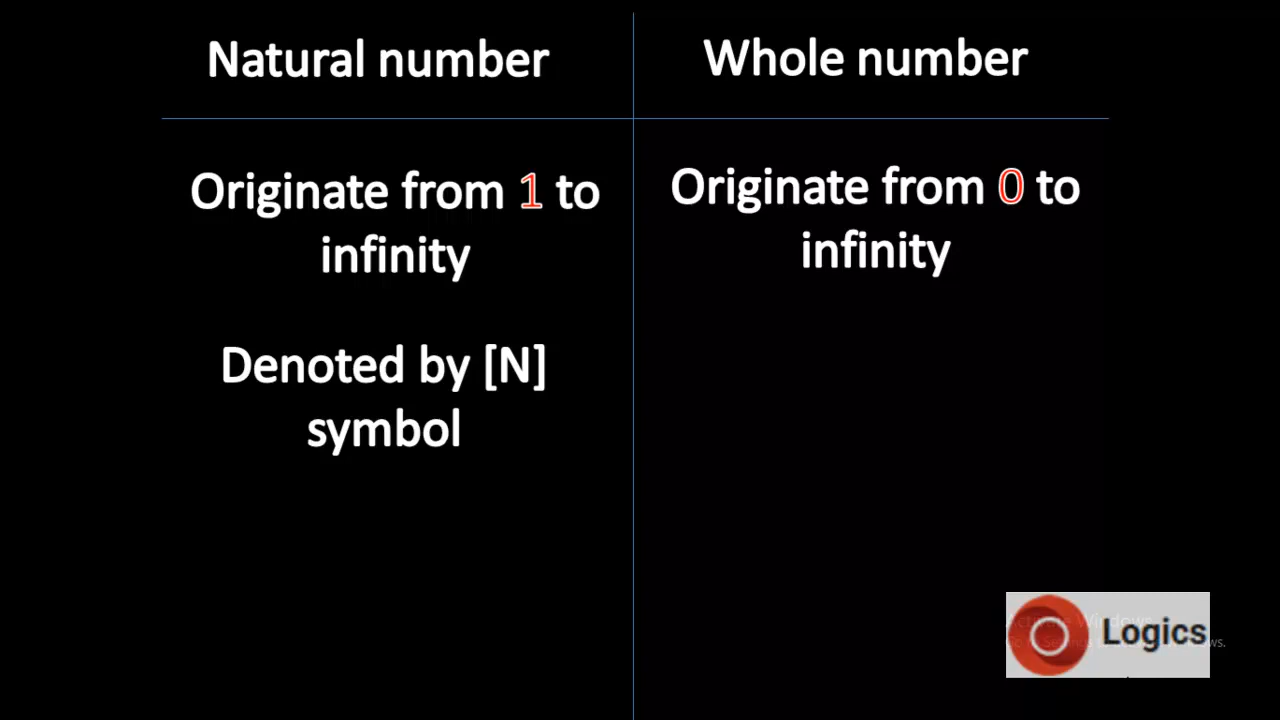 Natural number
Whole number
Originate from 1 to
infinity
Originate from 0 to
infinity
Denoted by [N]
symbol
Logics